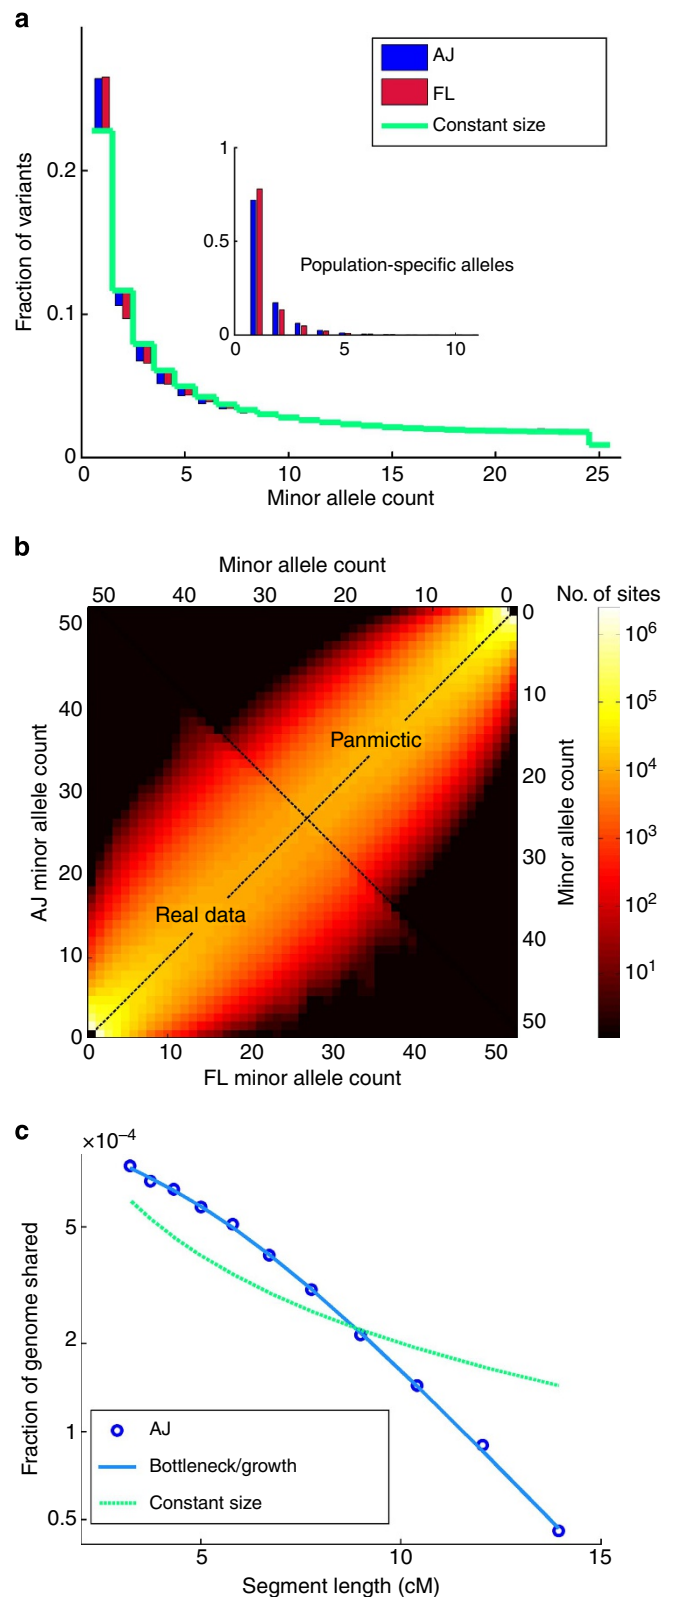 a
AJ
FL
Constant size
Fraction of variants
0.2
0.1
0
0 5 10 15 20 25
Minor allele count
1
0.5
0
Population-specific alleles
0 5 10
b
Minor allele count
50 40 30 20 10 0
No. of sites
50
40
30
20
10
0
AJ minor allele count
Panmictic
Real data
0
10
20
30
40
50
Minor allele count
10^6
10^5
10^4
10^3
10^2
10^1
0 10 20 30 40 50
FL minor allele count
c
×10^–4
Fraction of genome shared
5
2
1
0.5
AJ
Bottleneck/growth
Constant size
5 10 15
Segment length (cM)